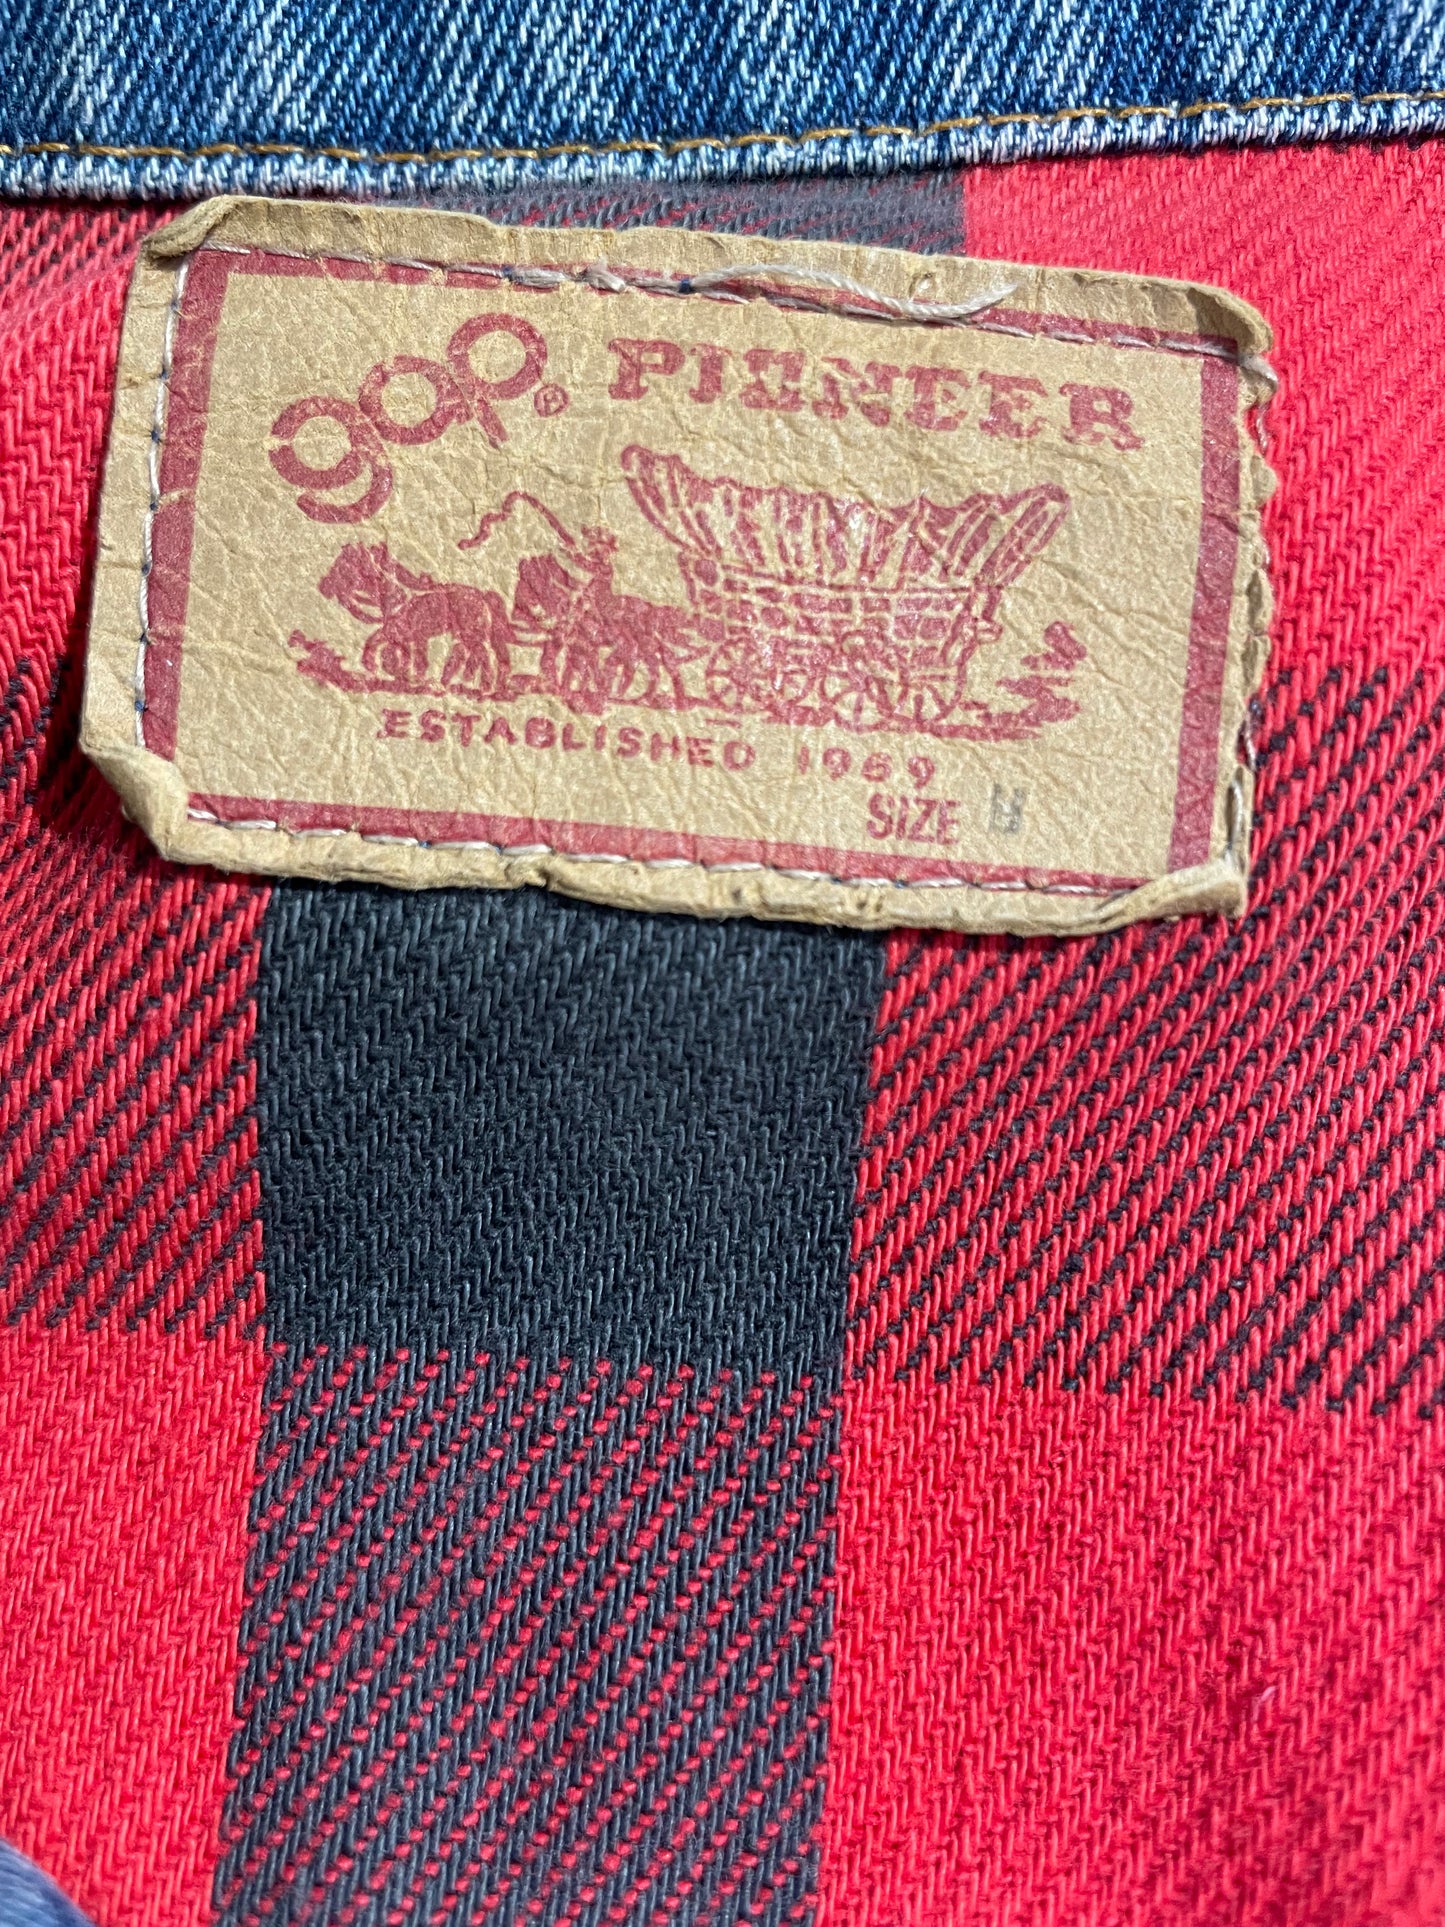 gap® PIONEER
ESTABLISHED 1969
SIZE